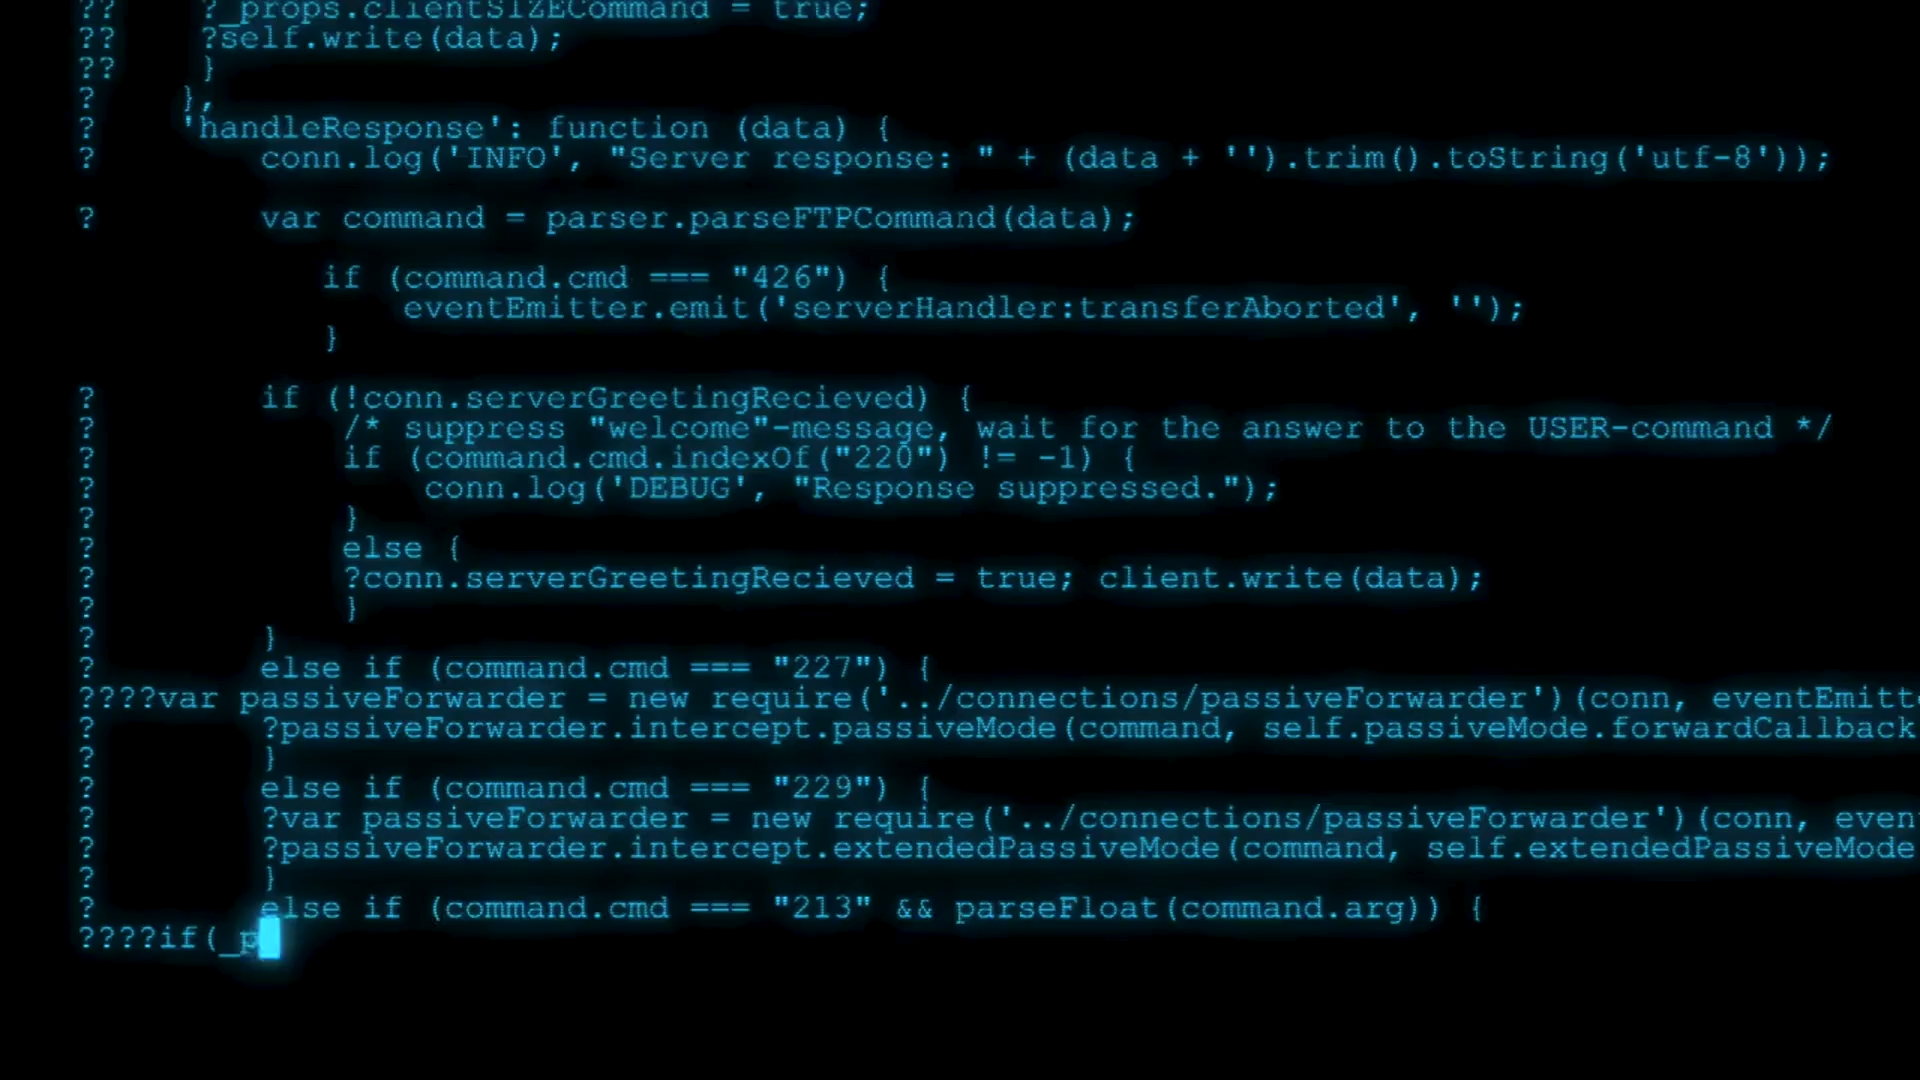 ??    ?_props.clientSIZECommand = true;
??    ?self.write(data);
??    }
?    },
?    'handleResponse': function (data) {
?        conn.log('INFO', "Server response: " + (data + '').trim().toString('utf-8'));
?        var command = parser.parseFTPCommand(data);
            if (command.cmd === "426") {
                eventEmitter.emit('serverHandler:transferAborted', '');
            }
?        if (!conn.serverGreetingRecieved) {
?            /* suppress "welcome"-message, wait for the answer to the USER-command */
?            if (command.cmd.indexOf("220") != -1) {
?                conn.log('DEBUG', "Response suppressed.");
?            }
?            else {
?            ?conn.serverGreetingRecieved = true; client.write(data);
?            }
?        }
?        else if (command.cmd === "227") {
????var passiveForwarder = new require('../connections/passiveForwarder')(conn, eventEmitt
?        ?passiveForwarder.intercept.passiveMode(command, self.passiveMode.forwardCallback
?        }
?        else if (command.cmd === "229") {
?        ?var passiveForwarder = new require('../connections/passiveForwarder')(conn, even
?        ?passiveForwarder.intercept.extendedPassiveMode(command, self.extendedPassiveMode
?        }
?        else if (command.cmd === "213" && parseFloat(command.arg)) {
????if(_p